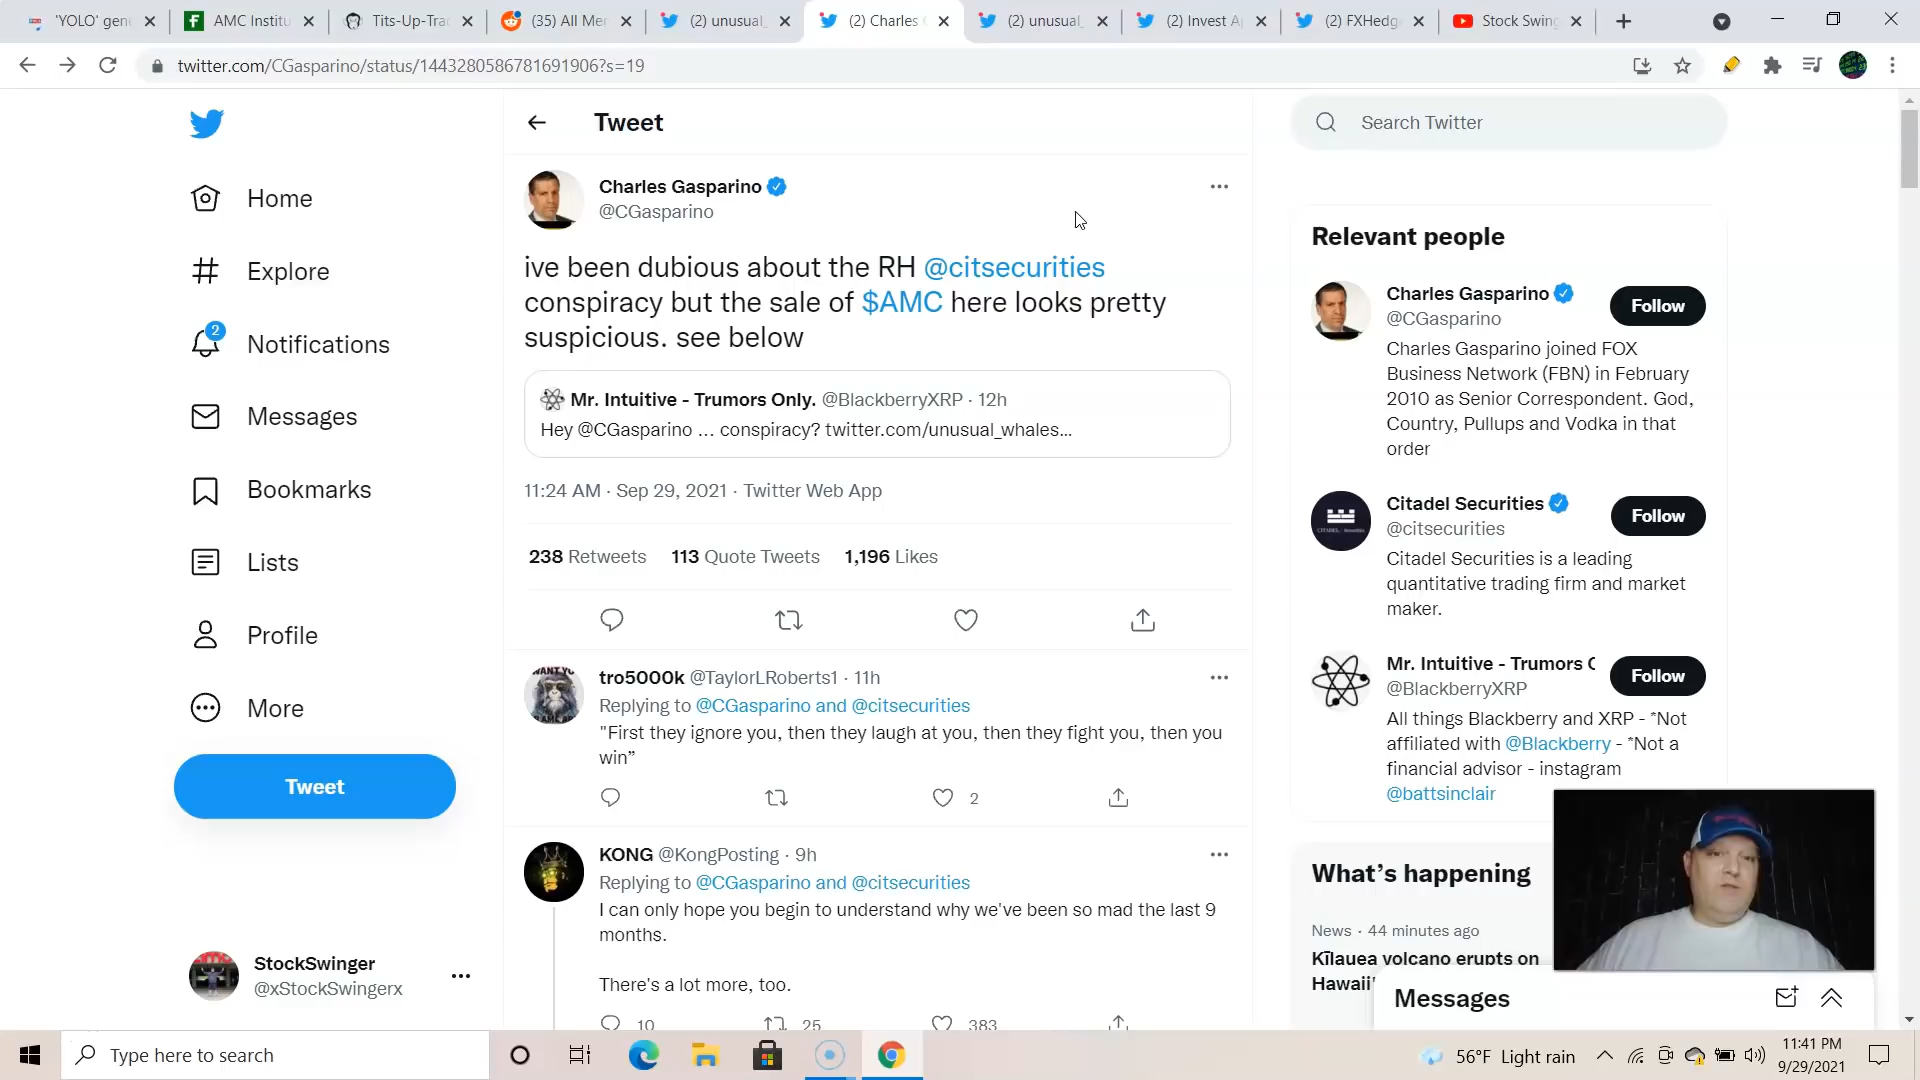 'YOLO' gen
AMC Institu
Tits-Up-Trad
(35) All Me
(2) unusual_
(2) Charles
(2) unusual_
(2) Invest A
(2) FXHedg
Stock Swing
twitter.com/CGasparino/status/1443280586781691906?s=19
Home
Explore
2
Notifications
Messages
Bookmarks
Lists
Profile
More
Tweet
StockSwinger
@xStockSwingerx
Tweet
Charles Gasparino
@CGasparino
ive been dubious about the RH @citsecurities
conspiracy but the sale of $AMC here looks pretty
suspicious. see below
Mr. Intuitive - Trumors Only. @BlackberryXRP · 12h
Hey @CGasparino ... conspiracy? twitter.com/unusual_whales...
11:24 AM · Sep 29, 2021 · Twitter Web App
238 Retweets 113 Quote Tweets 1,196 Likes
tro5000k @TaylorLRoberts1 · 11h
Replying to @CGasparino and @citsecurities
"First they ignore you, then they laugh at you, then they fight you, then you
win”
2
KONG @KongPosting · 9h
Replying to @CGasparino and @citsecurities
I can only hope you begin to understand why we've been so mad the last 9
months.
There's a lot more, too.
10 25 383
Search Twitter
Relevant people
Charles Gasparino
@CGasparino
Follow
Charles Gasparino joined FOX
Business Network (FBN) in February
2010 as Senior Correspondent. God,
Country, Pullups and Vodka in that
order
Citadel Securities
@citsecurities
Follow
CITADEL Securities
Citadel Securities is a leading
quantitative trading firm and market
maker.
Mr. Intuitive - Trumors
@BlackberryXRP
Follow
All things Blackberry and XRP - *Not
affiliated with @Blackberry - *Not a
financial advisor - instagram
@battsinclair
What’s happening
News · 44 minutes ago
Kīlauea volcano erupts on
Hawaii
Messages
Type here to search
56°F Light rain
11:41 PM
9/29/2021